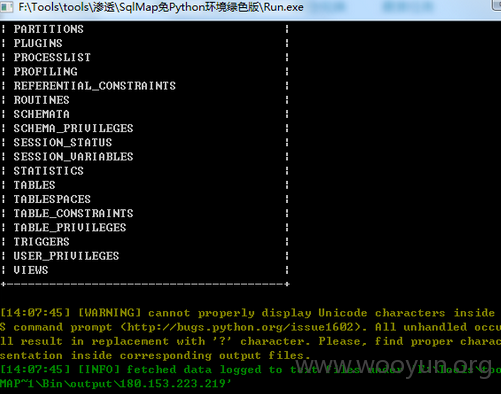 F:\Tools\tools\渗透\SqlMap免Python环境绿色版\Run.exe
| PARTITIONS |
| PLUGINS |
| PROCESSLIST |
| PROFILING |
| REFERENTIAL_CONSTRAINTS |
| ROUTINES |
| SCHEMATA |
| SCHEMA_PRIVILEGES |
| SESSION_STATUS |
| SESSION_VARIABLES |
| STATISTICS |
| TABLES |
| TABLESPACES |
| TABLE_CONSTRAINTS |
| TABLE_PRIVILEGES |
| TRIGGERS |
| USER_PRIVILEGES |
| VIEWS |
+---------------------------------------+
[14:07:45] [WARNING] cannot properly display Unicode characters inside
S command prompt (http://bugs.python.org/issue1602). All unhandled occu
ll result in replacement with '?' character. Please, find proper charac
sentation inside corresponding output files.
[14:07:45] [INFO] fetched data logged to text files under 'F:\Tools\too
MAP~1\Bin\output\180.153.223.219'
www.wooyun.org